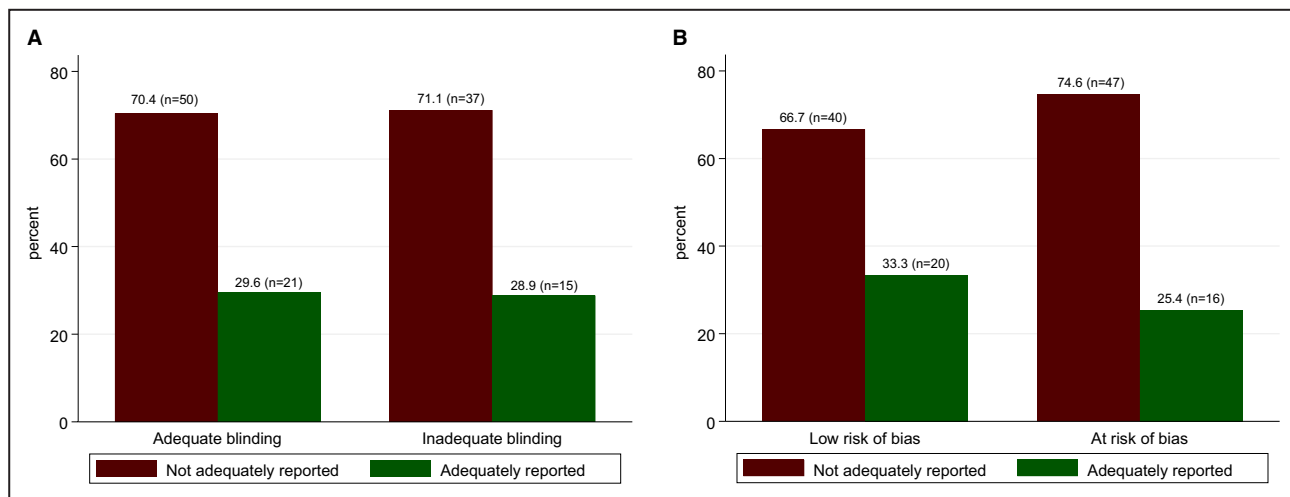 A
percent
80
60
40
20
0
70.4 (n=50)
29.6 (n=21)
71.1 (n=37)
28.9 (n=15)
Adequate blinding
Inadequate blinding
Not adequately reported
Adequately reported
B
percent
80
60
40
20
0
66.7 (n=40)
33.3 (n=20)
74.6 (n=47)
25.4 (n=16)
Low risk of bias
At risk of bias
Not adequately reported
Adequately reported